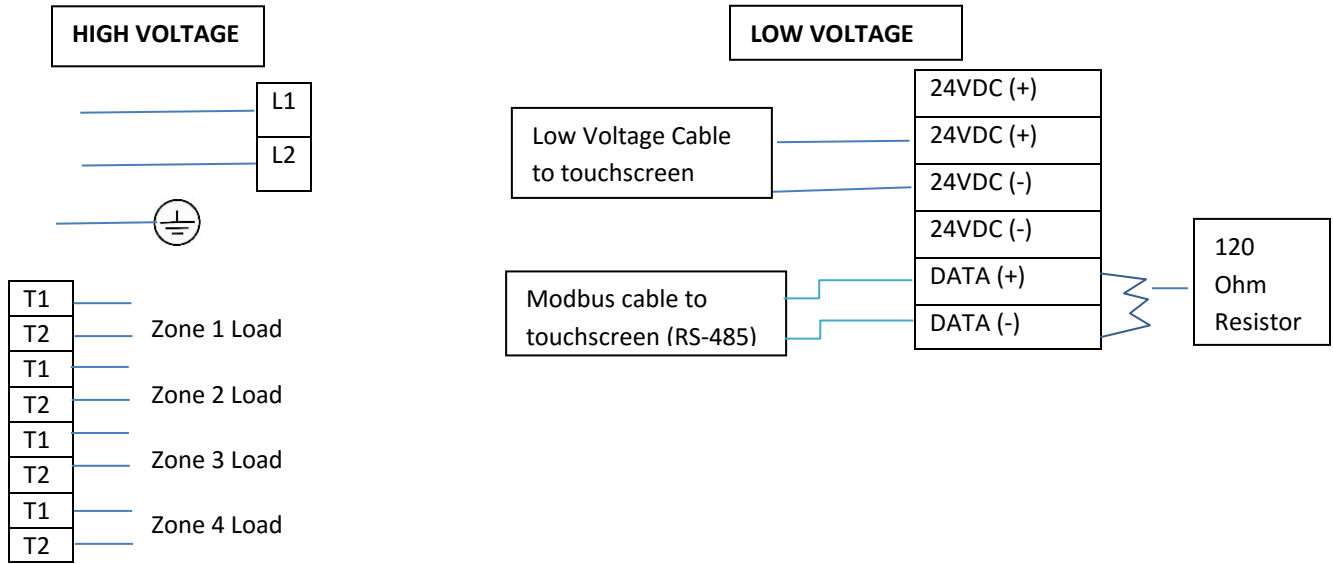 HIGH VOLTAGE
L1
L2
T1
T2
T1
T2
T1
T2
T1
T2
Zone 1 Load
Zone 2 Load
Zone 3 Load
Zone 4 Load
LOW VOLTAGE
Low Voltage Cable
to touchscreen
Modbus cable to
touchscreen (RS-485)
24VDC (+)
24VDC (+)
24VDC (-)
24VDC (-)
DATA (+)
DATA (-)
120
Ohm
Resistor